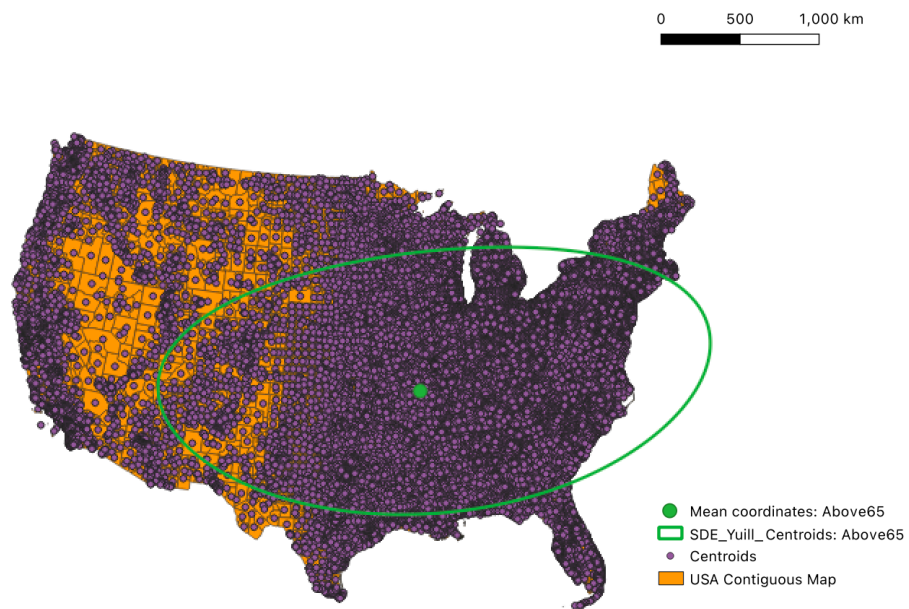 0 500 1,000 km
Mean coordinates: Above65
SDE_Yuill_Centroids: Above65
Centroids
USA Contiguous Map